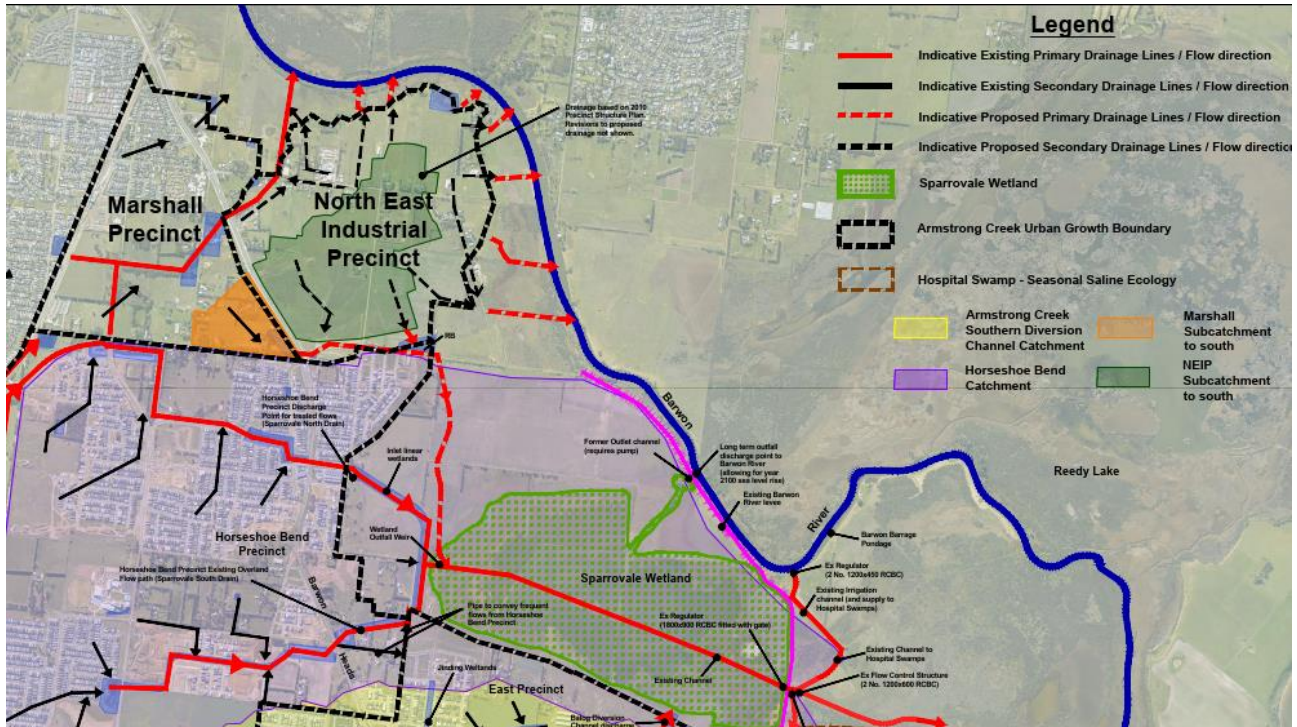 Legend
Indicative Existing Primary Drainage Lines / Flow direction
Indicative Existing Secondary Drainage Lines / Flow direction
Indicative Proposed Primary Drainage Lines / Flow direction
Indicative Proposed Secondary Drainage Lines / Flow directio
Sparrovale Wetland
Armstrong Creek Urban Growth Boundary
Hospital Swamp - Seasonal Saline Ecology
Armstrong Creek
Southern Diversion
Channel Catchment
Marshall
Subcatchment
to south
Horseshoe Bend
Catchment
NEIP
Subcatchment
to south
Drainage based on 2010
Precinct Structure Plan.
Revisions to proposed
drainage not shown.
Marshall
Precinct
North East
Industrial
Precinct
RB
Horseshoe Bend
Precinct Discharge
Point for treated flows
(Sparrovale North Drain)
Inlet linear
wetlands
Barwon
River
Former Outlet channel
(requires pump)
Long term outfall
discharge point to
Barwon River
(allowing for year
2100 sea level rise)
Existing Barwon
River levee
Reedy Lake
Barwon Barrage
Pondage
Wetland
Outfall Weir
Horseshoe Bend
Precinct
Horseshoe Bend Precinct Existing Overland
Flow path (Sparrovale South Drain)
Barwon
Heads
Sparrovale Wetland
Ex Regulator
(2 No. 1200x450 RCBC)
Existing Irrigation
channel (and supply to
Hospital Swamps)
Pipe to convey frequent
flows from Horseshoe
Bend Precinct
Ex Regulator
(1800x900 RCBC fitted with gate)
Existing Channel to
Hospital Swamps
Existing Channel
Ex Flow Control Structure
(2 No. 1200x600 RCBC)
Jinding Wetlands
East Precinct
Channel discharge